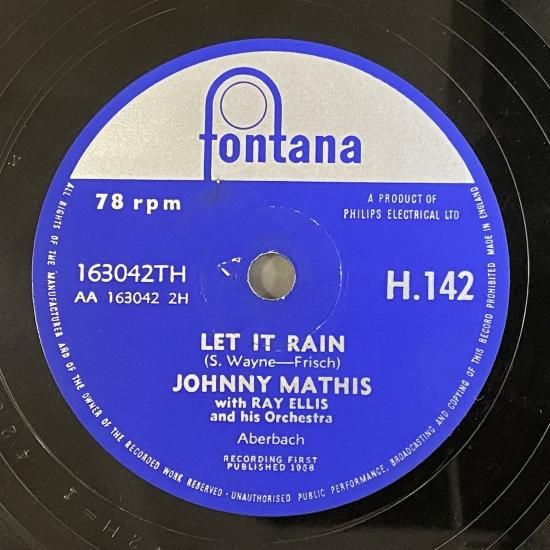 fontana
78 rpm
A PRODUCT OF
PHILIPS ELECTRICAL LTD
163042TH
AA 163042 2H
H.142
LET IT RAIN
(S. Wayne—Frisch)
JOHNNY MATHIS
with RAY ELLIS
and his Orchestra
Aberbach
RECORDING FIRST
PUBLISHED 1958
ALL RIGHTS OF THE MANUFACTURER AND OF THE OWNER OF THE RECORDED WORK RESERVED · UNAUTHORISED PUBLIC PERFORMANCE, BROADCASTING AND COPYING OF THIS RECORD PROHIBITED MADE IN ENGLAND